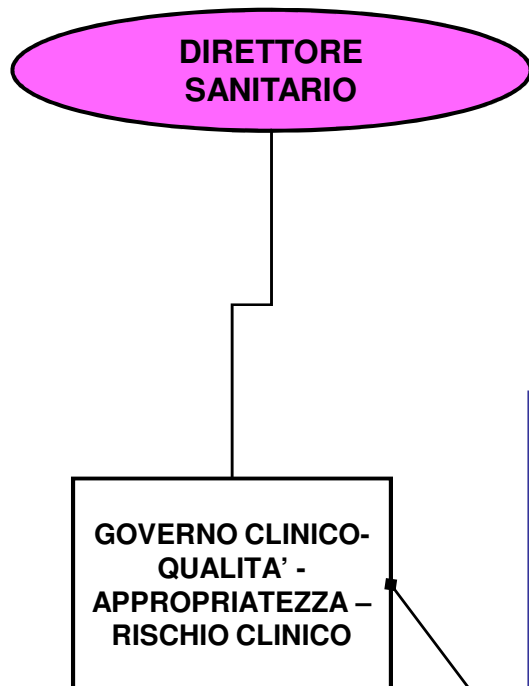 DIRETTORE
SANITARIO
GOVERNO CLINICO-
QUALITA’ -
APPROPRIATEZZA –
RISCHIO CLINICO